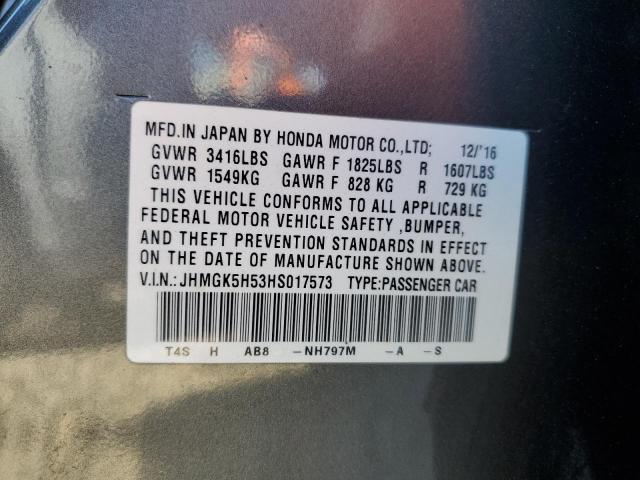 MFD.IN JAPAN BY HONDA MOTOR CO.,LTD; 12/'16
GVWR 3416LBS GAWR F 1825LBS R 1607LBS
GVWR 1549KG GAWR F 828 KG R 729 KG
THIS VEHICLE CONFORMS TO ALL APPLICABLE
FEDERAL MOTOR VEHICLE SAFETY ,BUMPER,
AND THEFT PREVENTION STANDARDS IN EFFECT
ON THE DATE OF MANUFACTURE SHOWN ABOVE.
V.I.N.: JHMGK5H53HS017573 TYPE:PASSENGER CAR
T4S H AB8 -NH797M -A -S